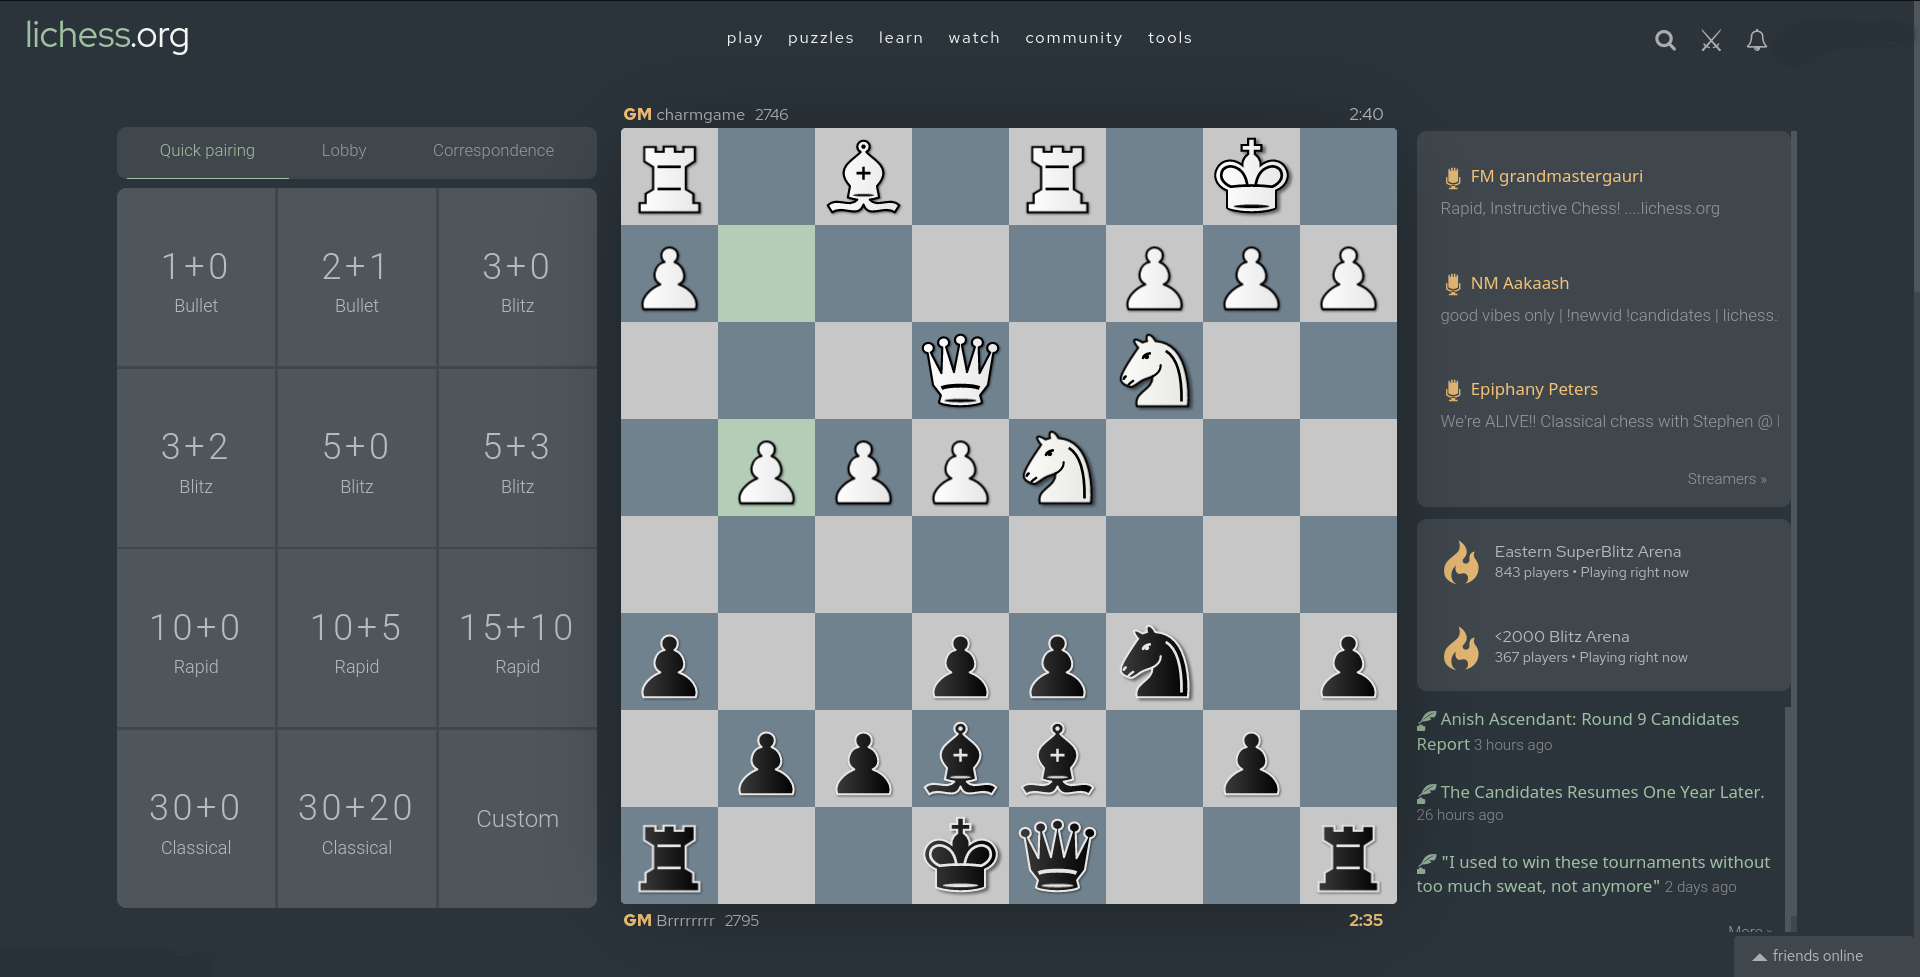 lichess.org
play puzzles learn watch community tools
Quick pairing Lobby Correspondence
1+0
Bullet
2+1
Bullet
3+0
Blitz
3+2
Blitz
5+0
Blitz
5+3
Blitz
10+0
Rapid
10+5
Rapid
15+10
Rapid
30+0
Classical
30+20
Classical
Custom
GM charmgame 2746
2:40
GM Brrrrrrrr 2795
2:35
FM grandmastergauri
Rapid, Instructive Chess! ....lichess.org
NM Aakaash
good vibes only | !newvid !candidates | lichess.
Epiphany Peters
We're ALIVE!! Classical chess with Stephen @
Streamers »
Eastern SuperBlitz Arena
843 players • Playing right now
<2000 Blitz Arena
367 players • Playing right now
Anish Ascendant: Round 9 Candidates
Report 3 hours ago
The Candidates Resumes One Year Later.
26 hours ago
"I used to win these tournaments without
too much sweat, not anymore" 2 days ago
More »
friends online